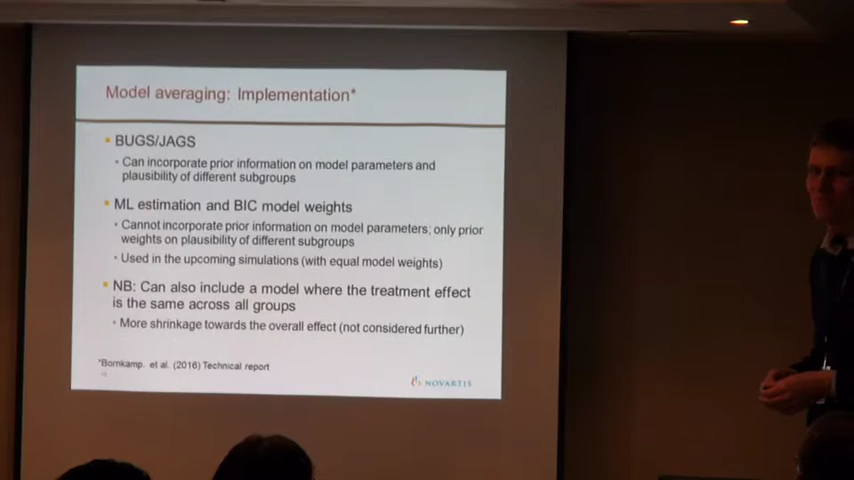 Model averaging: Implementation*
BUGS/JAGS
Can incorporate prior information on model parameters and
plausibility of different subgroups
ML estimation and BIC model weights
Cannot incorporate prior information on model parameters; only prior
weights on plausibility of different subgroups
Used in the upcoming simulations (with equal model weights)
NB: Can also include a model where the treatment effect
is the same across all groups
More shrinkage towards the overall effect (not considered further)
*Bornkamp. et al. (2016) Technical report
NOVARTIS